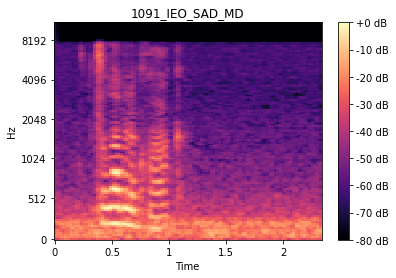 1091_IEO_SAD_MD
Hz
8192
4096
2048
1024
512
0
0
0.5
1
1.5
2
Time
+0 dB
-10 dB
-20 dB
-30 dB
-40 dB
-50 dB
-60 dB
-70 dB
-80 dB